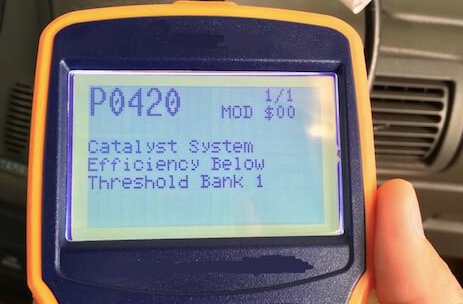 P0420
1/1
MOD $00
Catalyst System
Efficiency Below
Threshold Bank 1